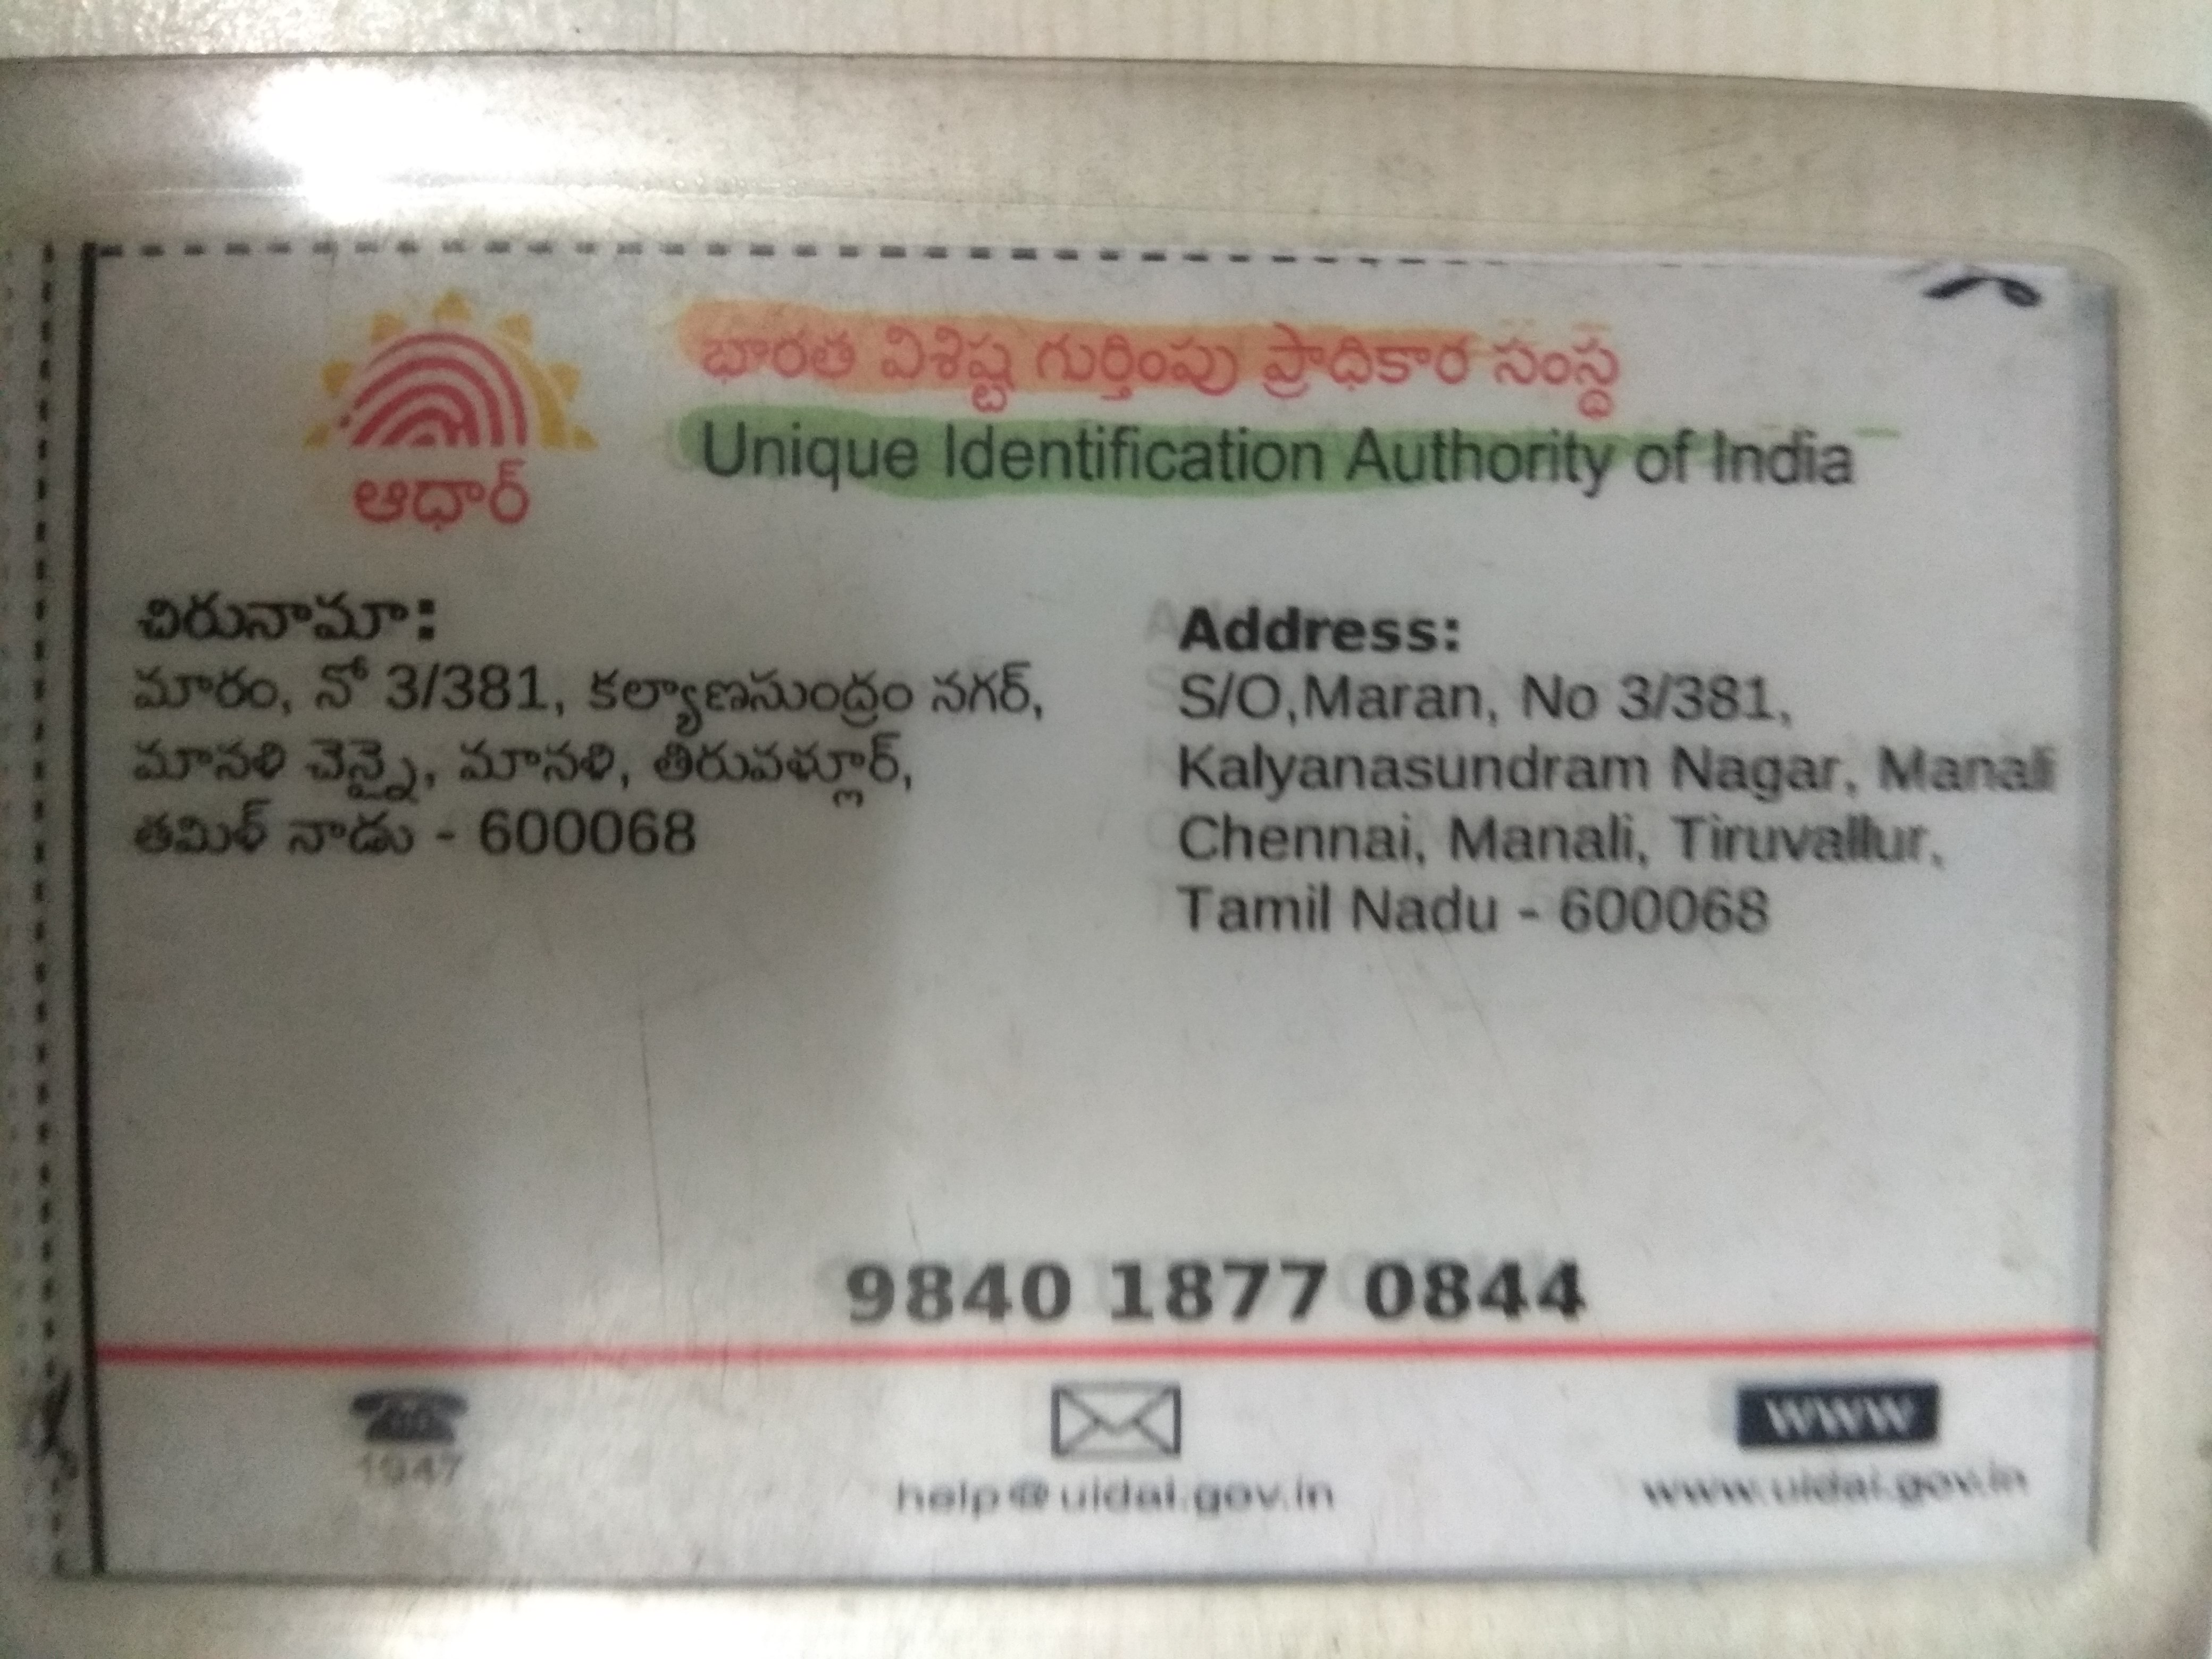 భారత విశిష్ట గుర్తింపు ప్రాధికార సంస్థ
Unique Identification Authority of India
ఆధార్
చిరునామా:
మారం, నో 3/381, కల్యాణసుంద్రం నగర్,
మానళి చెన్నై, మానళి, తిరువళ్లూర్,
తమిళ్ నాడు - 600068
Address:
S/O,Maran, No 3/381,
Kalyanasundram Nagar, Manali
Chennai, Manali, Tiruvallur,
Tamil Nadu - 600068
9840 1877 0844
1947
help@uidai.gov.in
WWW
www.uidai.gov.in